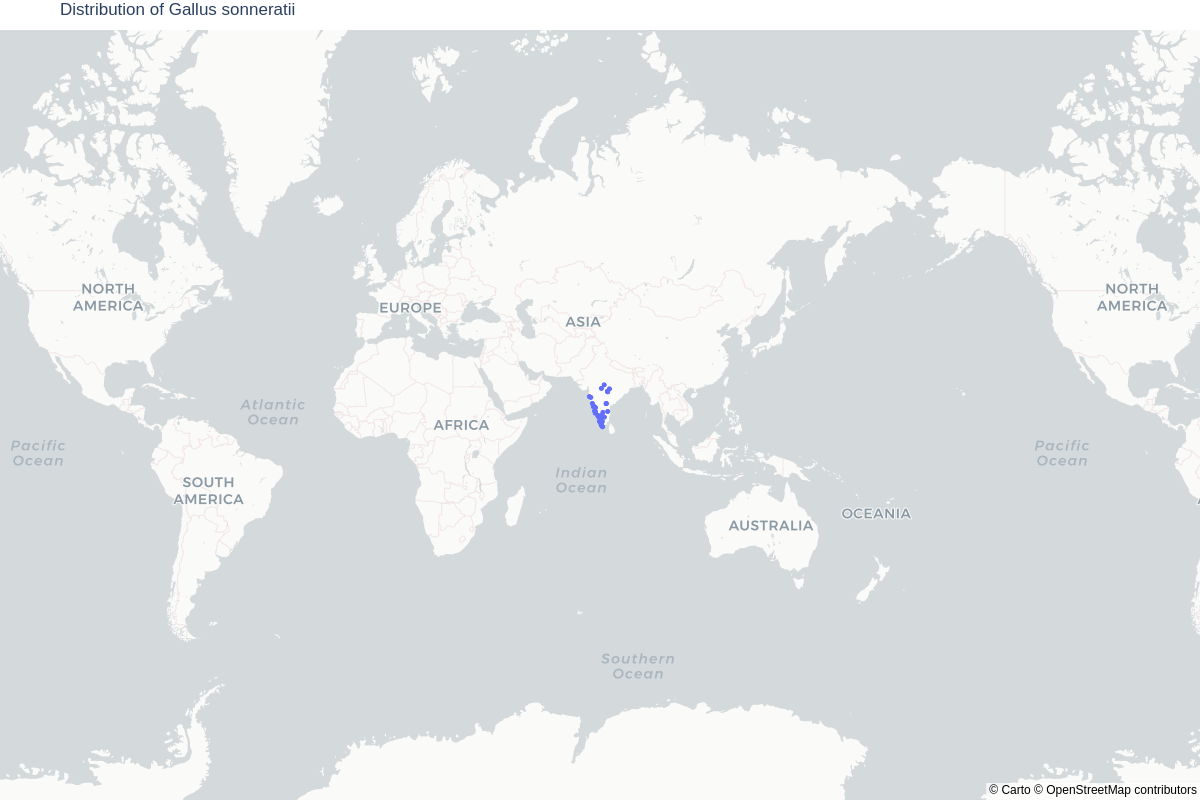 Distribution of Gallus sonneratii
NORTH
AMERICA
NORTH
AMERICA
EUROPE
ASIA
Atlantic
Ocean
AFRICA
Pacific
Ocean
Pacific
Ocean
Indian
Ocean
SOUTH
AMERICA
OCEANIA
AUSTRALIA
Southern
Ocean
© Carto © OpenStreetMap contributors